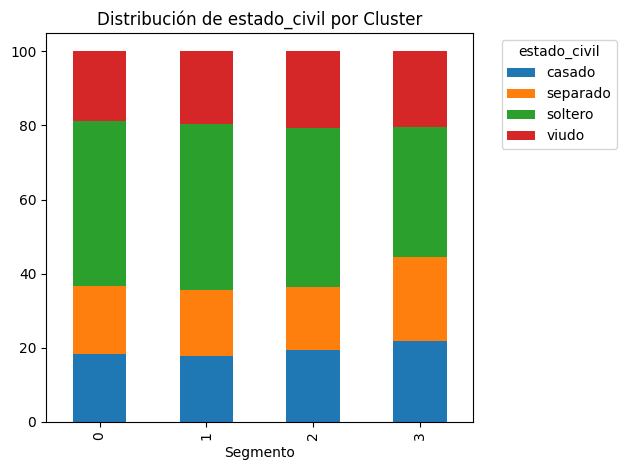 Distribución de estado_civil por Cluster
100
80
60
40
20
0
0
1
2
3
Segmento
estado_civil
casado
separado
soltero
viudo